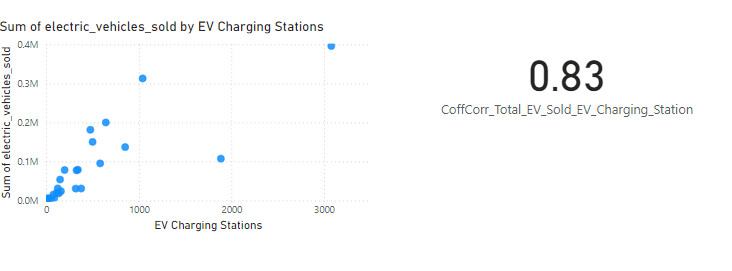 Sum of electric_vehicles_sold by EV Charging Stations
0.4M
0.3M
0.2M
0.1M
0.0M
Sum of electric_vehicles_sold
0
1000
2000
3000
EV Charging Stations
0.83
CoffCorr_Total_EV_Sold_EV_Charging_Station